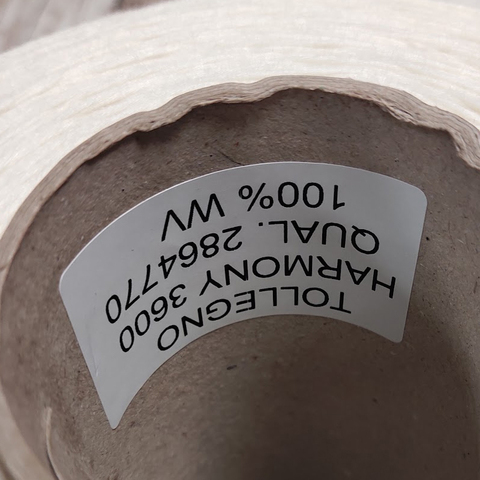 TOLLEGNO
HARMONY 3600
QUAL. 2864770
100% WV